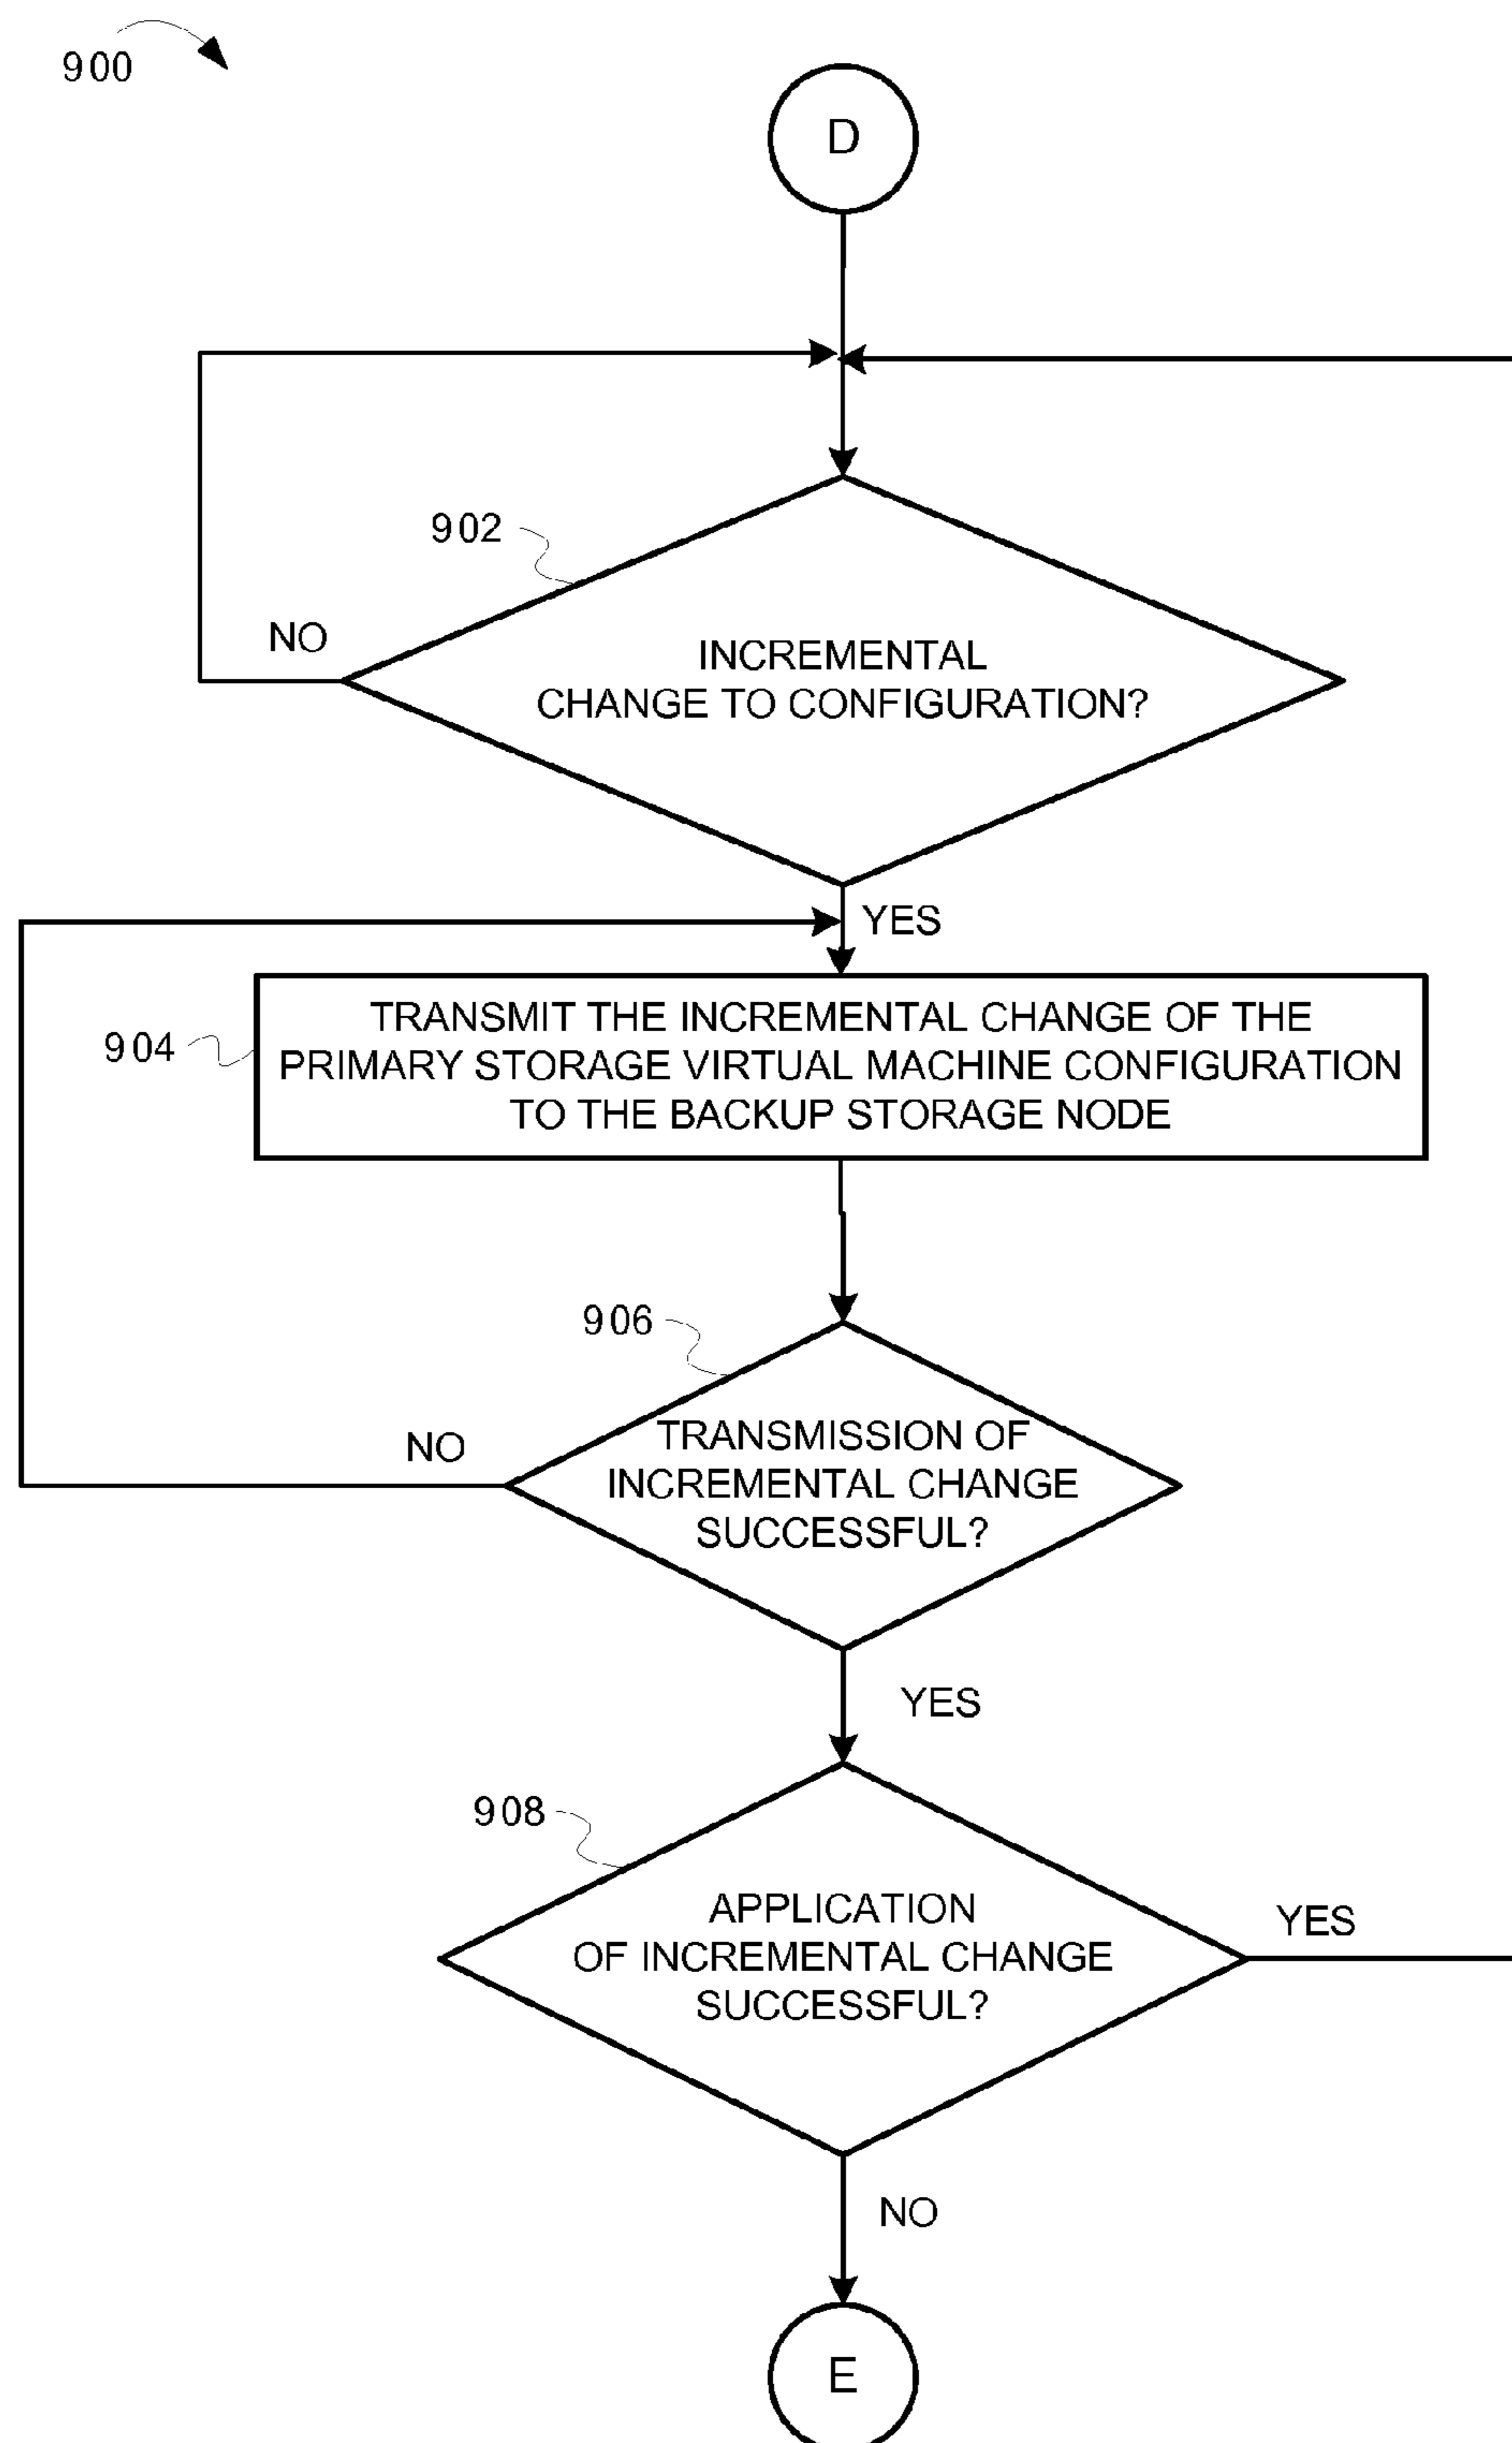 900
D
902
NO
INCREMENTAL
CHANGE TO CONFIGURATION?
YES
904
TRANSMIT THE INCREMENTAL CHANGE OF THE
PRIMARY STORAGE VIRTUAL MACHINE CONFIGURATION
TO THE BACKUP STORAGE NODE
906
NO
TRANSMISSION OF
INCREMENTAL CHANGE
SUCCESSFUL?
YES
908
APPLICATION
OF INCREMENTAL CHANGE
SUCCESSFUL?
YES
NO
E